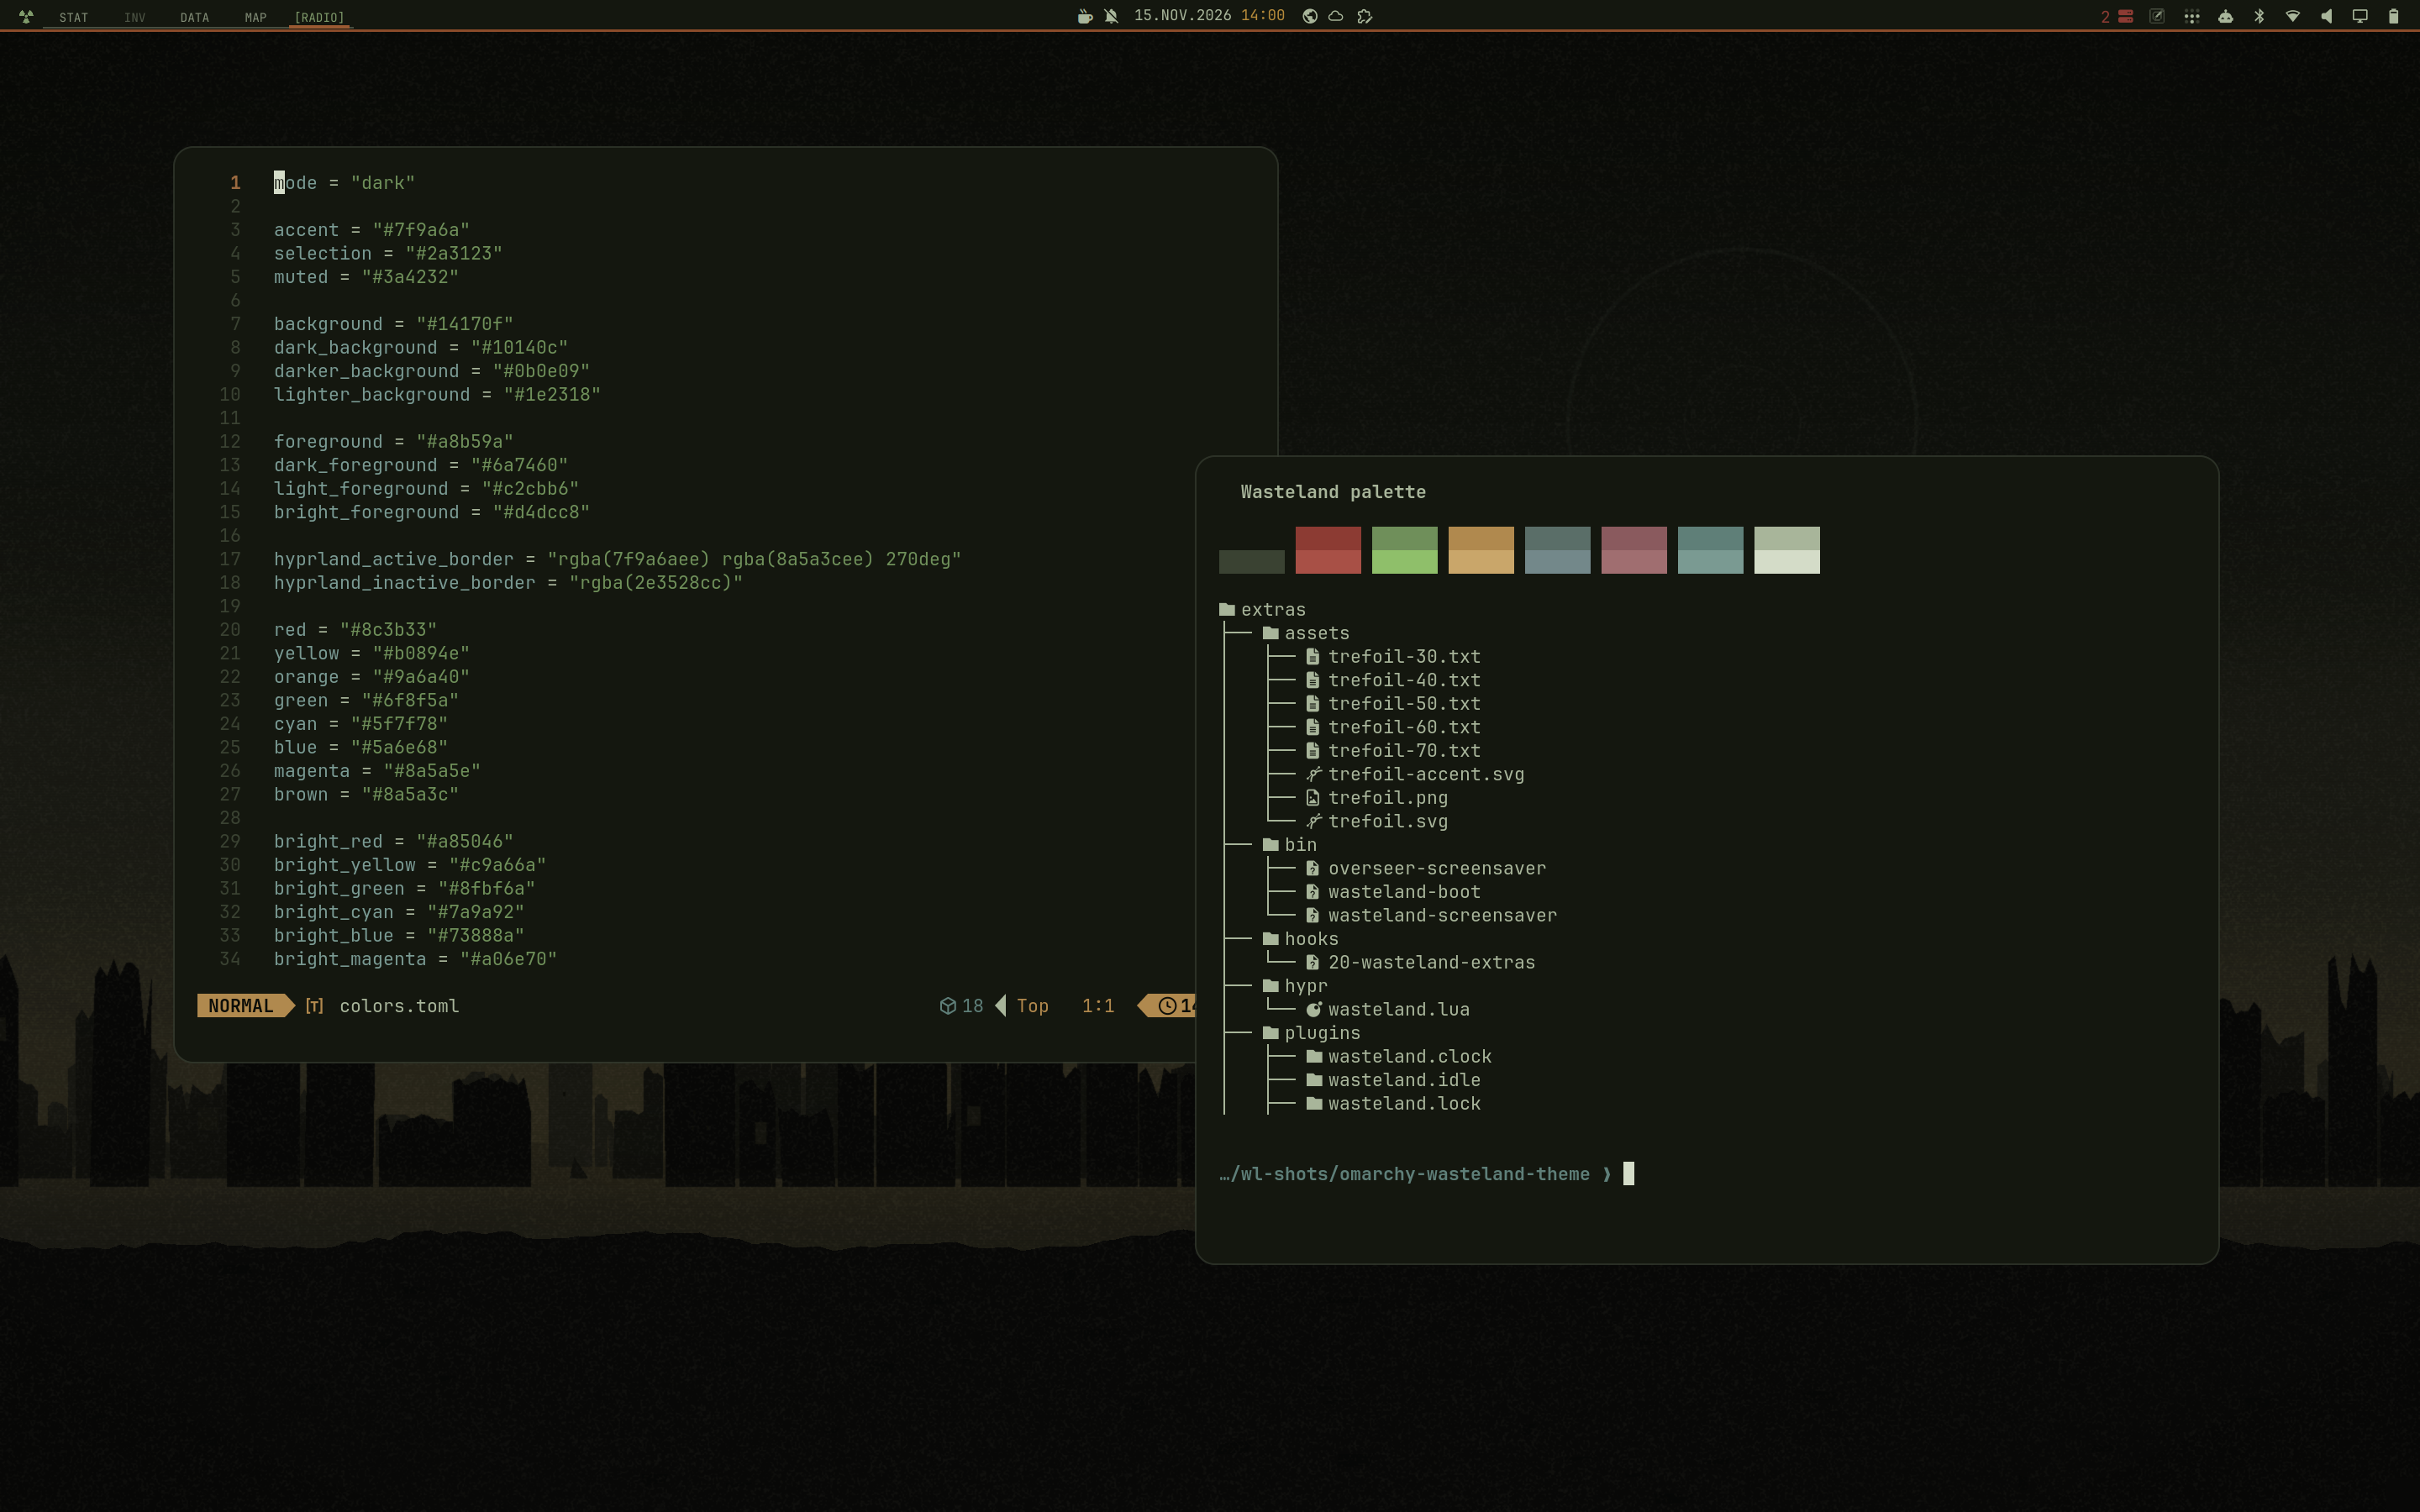 STAT INV DATA MAP [RADIO]
15.NOV.2026 14:00
2
1 mode = "dark"
2
3 accent = "#7f9a6a"
4 selection = "#2a3123"
5 muted = "#3a4232"
6
7 background = "#14170f"
8 dark_background = "#10140c"
9 darker_background = "#0b0e09"
10 lighter_background = "#1e2318"
11
12 foreground = "#a8b59a"
13 dark_foreground = "#6a7460"
14 light_foreground = "#c2cbb6"
15 bright_foreground = "#d4dcc8"
16
17 hyprland_active_border = "rgba(7f9a6aee) rgba(8a5a3cee) 270deg"
18 hyprland_inactive_border = "rgba(2e3528cc)"
19
20 red = "#8c3b33"
21 yellow = "#b0894e"
22 orange = "#9a6a40"
23 green = "#6f8f5a"
24 cyan = "#5f7f78"
25 blue = "#5a6e68"
26 magenta = "#8a5a5e"
27 brown = "#8a5a3c"
28
29 bright_red = "#a85046"
30 bright_yellow = "#c9a66a"
31 bright_green = "#8fbf6a"
32 bright_cyan = "#7a9a92"
33 bright_blue = "#73888a"
34 bright_magenta = "#a06e70"
NORMAL [T] colors.toml 18 Top 1:1
Wasteland palette
extras
assets
trefoil-30.txt
trefoil-40.txt
trefoil-50.txt
trefoil-60.txt
trefoil-70.txt
trefoil-accent.svg
trefoil.png
trefoil.svg
bin
overseer-screensaver
wasteland-boot
wasteland-screensaver
hooks
20-wasteland-extras
hypr
wasteland.lua
plugins
wasteland.clock
wasteland.idle
wasteland.lock
…/wl-shots/omarchy-wasteland-theme ❯